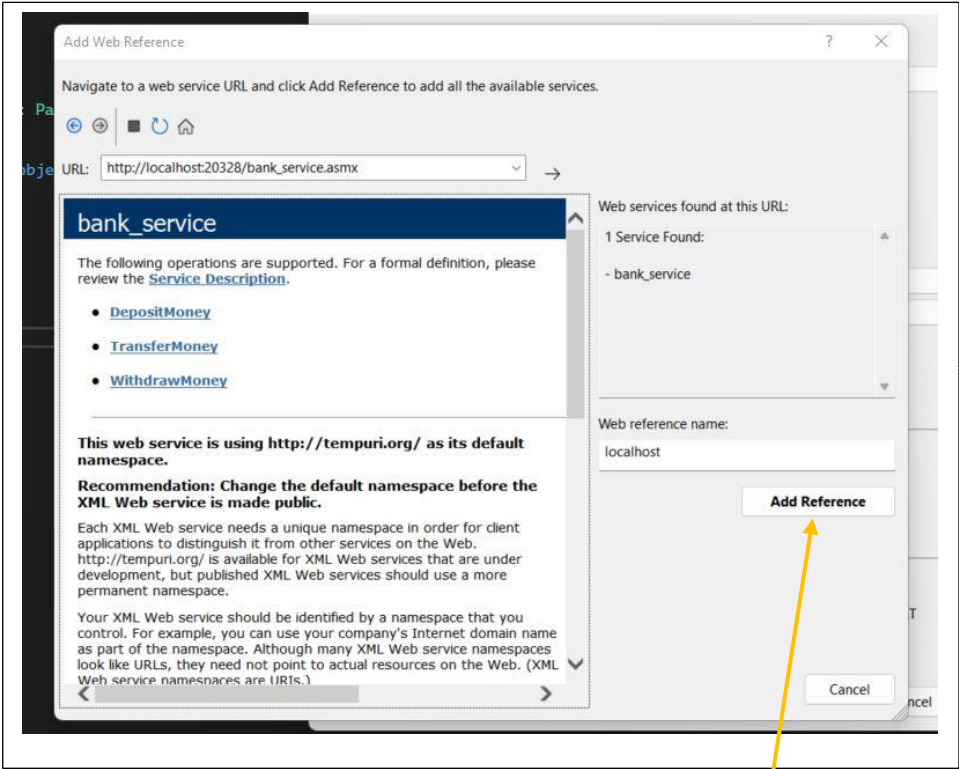 Add Web Reference
?
Navigate to a web service URL and click Add Reference to add all the available services.
: Pa
obje
URL:
http://localhost:20328/bank_service.asmx
bank_service
The following operations are supported. For a formal definition, please
review the Service Description.
• DepositMoney
• TransferMoney
• WithdrawMoney
This web service is using http://tempuri.org/ as its default
namespace.
Recommendation: Change the default namespace before the
XML Web service is made public.
Each XML Web service needs a unique namespace in order for client
applications to distinguish it from other services on the Web.
http://tempuri.org/ is available for XML Web services that are under
development, but published XML Web services should use a more
permanent namespace.
Your XML Web service should be identified by a namespace that you
control. For example, you can use your company's Internet domain name
as part of the namespace. Although many XML Web service namespaces
look like URLs, they need not point to actual resources on the Web. (XML
Web service namespaces are URIs.)
Web services found at this URL:
1 Service Found:
- bank_service
Web reference name:
localhost
Add Reference
T
Cancel
ncel